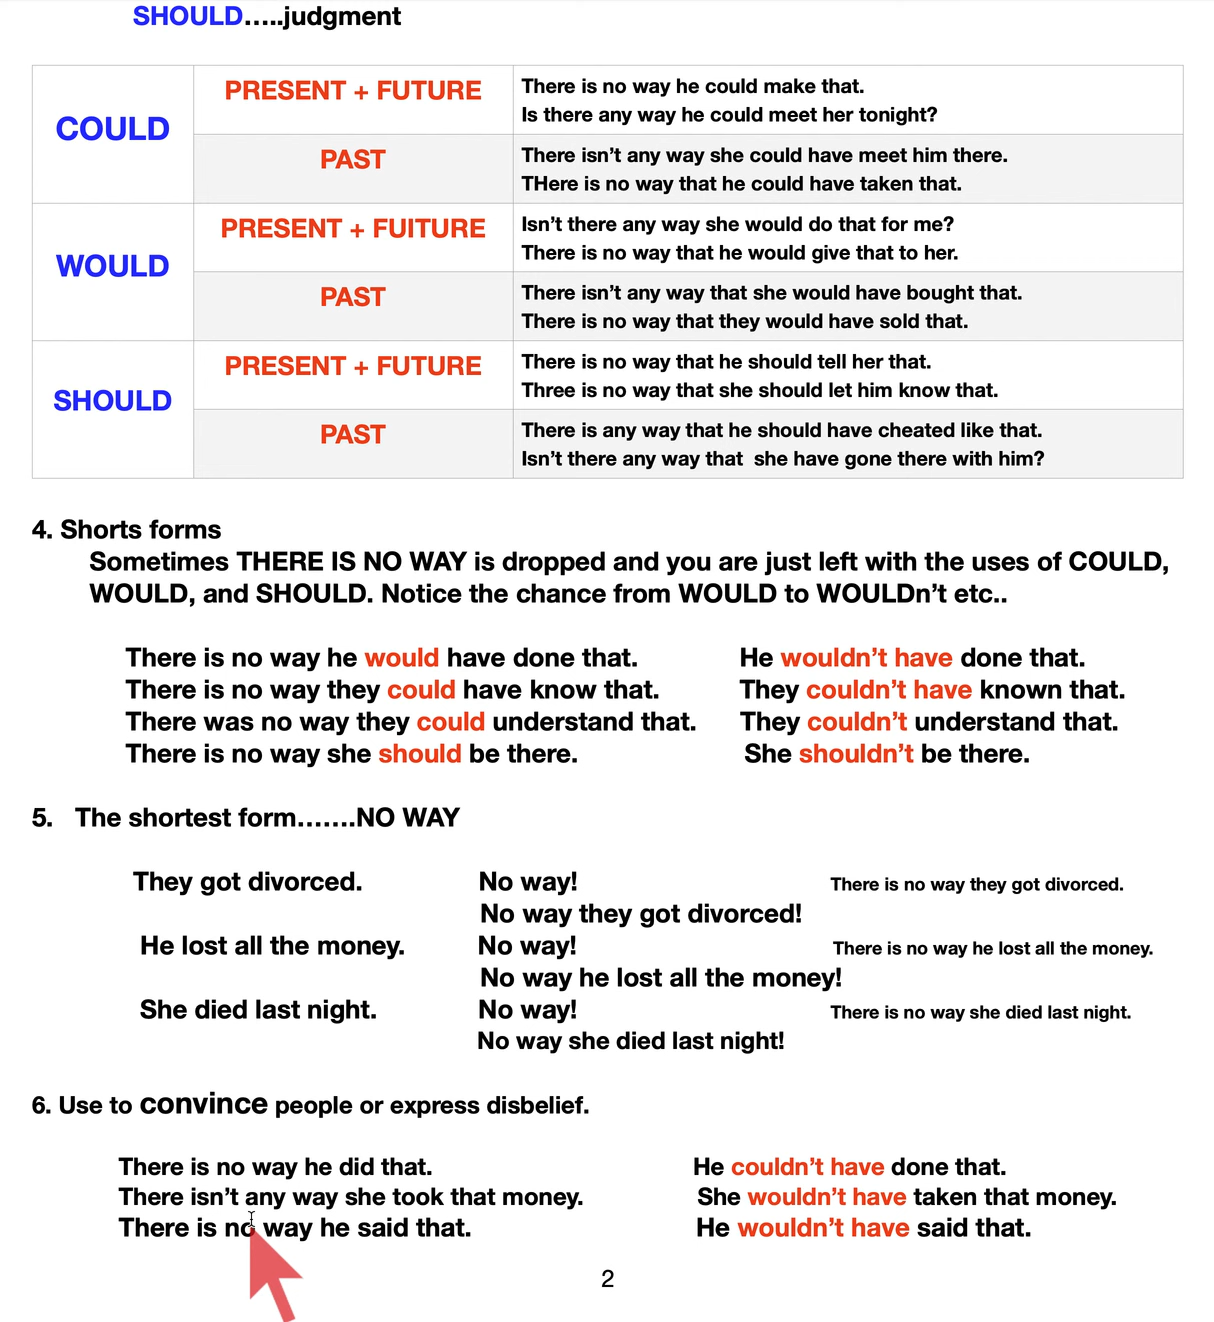 SHOULD.....judgment
COULD
PRESENT + FUTURE
There is no way he could make that.
Is there any way he could meet her tonight?
PAST
There isn't any way she could have meet him there.
THere is no way that he could have taken that.
WOULD
PRESENT + FUITURE
Isn't there any way she would do that for me?
There is no way that he would give that to her.
PAST
There isn't any way that she would have bought that.
There is no way that they would have sold that.
SHOULD
PRESENT + FUTURE
There is no way that he should tell her that.
Three is no way that she should let him know that.
PAST
There is any way that he should have cheated like that.
Isn't there any way that  she have gone there with him?
4. Shorts forms
Sometimes THERE IS NO WAY is dropped and you are just left with the uses of COULD,
WOULD, and SHOULD. Notice the chance from WOULD to WOULDn't etc..
There is no way he would have done that. He wouldn't have done that.
There is no way they could have know that. They couldn't have known that.
There was no way they could understand that. They couldn't understand that.
There is no way she should be there. She shouldn't be there.
5. The shortest form.......NO WAY
They got divorced. No way! There is no way they got divorced.
No way they got divorced!
He lost all the money. No way! There is no way he lost all the money.
No way he lost all the money!
She died last night. No way! There is no way she died last night.
No way she died last night!
6. Use to convince people or express disbelief.
There is no way he did that. He couldn't have done that.
There isn't any way she took that money. She wouldn't have taken that money.
There is no way he said that. He wouldn't have said that.
2